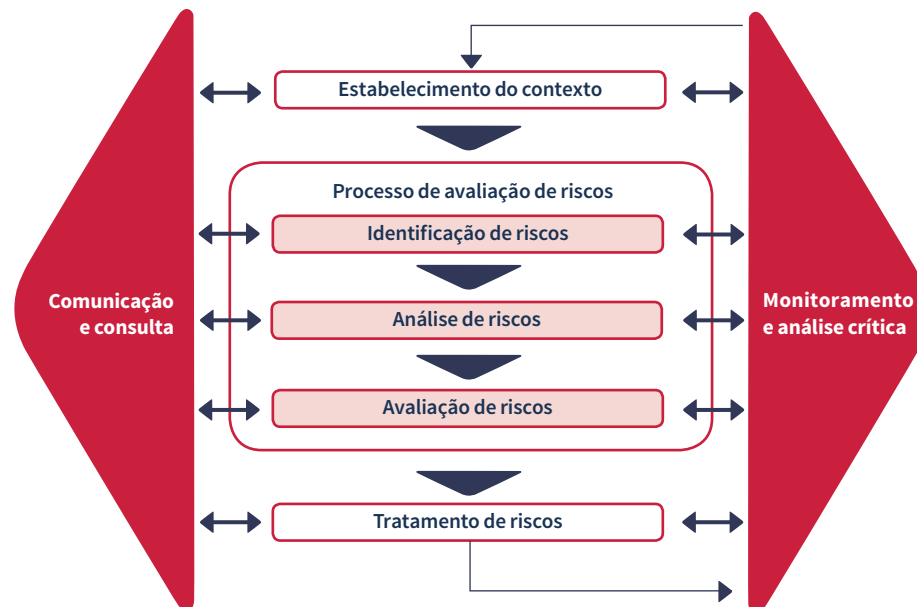 Estabelecimento do contexto
Processo de avaliação de riscos
Identificação de riscos
Comunicação
e consulta
Análise de riscos
Monitoramento
e análise crítica
Avaliação de riscos
Tratamento de riscos